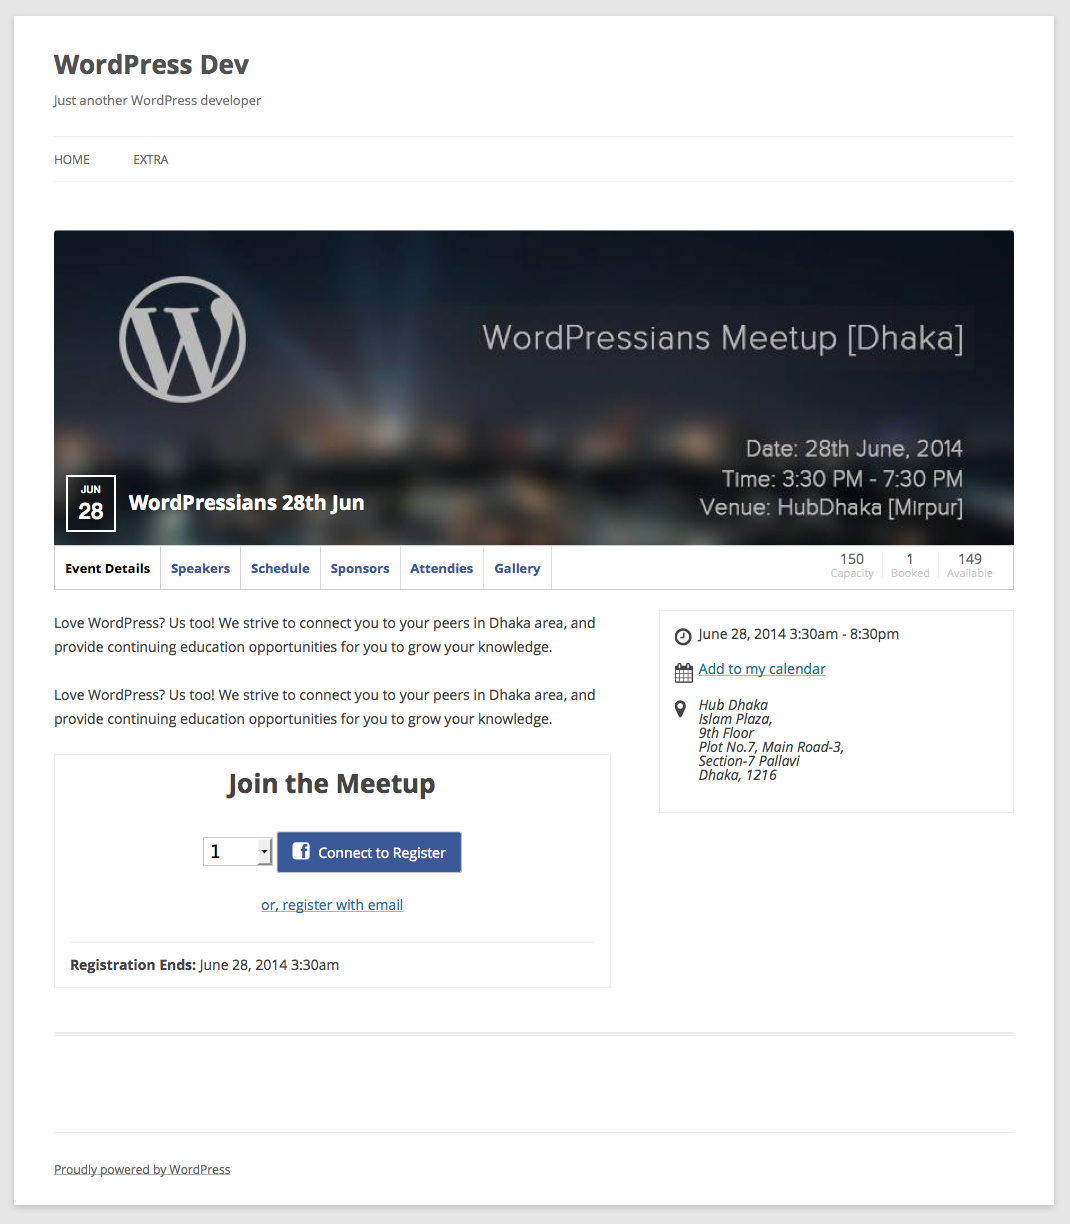 WordPress Dev
Just another WordPress developer
HOME EXTRA
WordPressians Meetup [Dhaka]
Date: 28th June, 2014
Time: 3:30 PM - 7:30 PM
Venue: HubDhaka [Mirpur]
JUN
28
WordPressians 28th Jun
Event Details Speakers Schedule Sponsors Attendies Gallery
150 1 149
Capacity Booked Available
Love WordPress? Us too! We strive to connect you to your peers in Dhaka area, and
provide continuing education opportunities for you to grow your knowledge.
Love WordPress? Us too! We strive to connect you to your peers in Dhaka area, and
provide continuing education opportunities for you to grow your knowledge.
Join the Meetup
1
Connect to Register
or, register with email
Registration Ends: June 28, 2014 3:30am
June 28, 2014 3:30am - 8:30pm
Add to my calendar
Hub Dhaka
Islam Plaza,
9th Floor
Plot No.7, Main Road-3,
Section-7 Pallavi
Dhaka, 1216
Proudly powered by WordPress